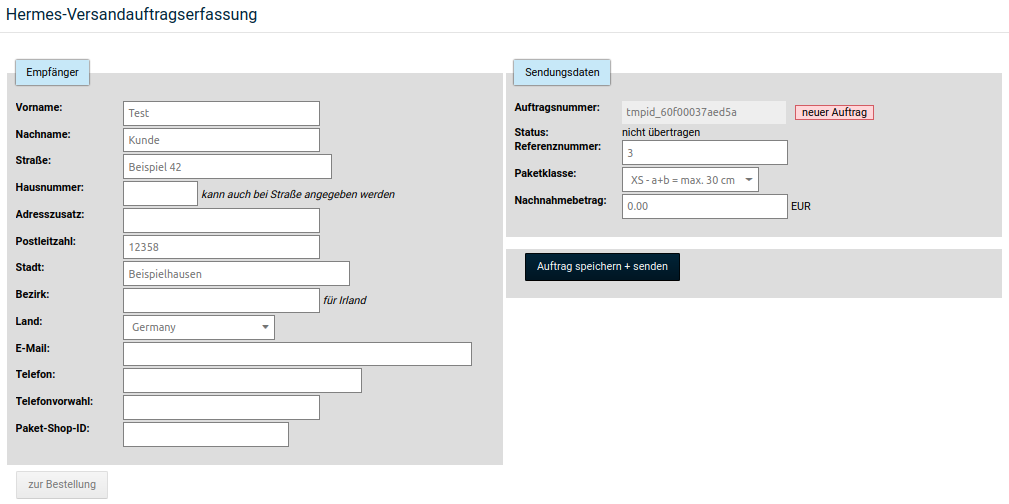 Hermes-Versandauftragserfassung
Empfänger
Vorname: Test
Nachname: Kunde
Straße: Beispiel 42
Hausnummer: kann auch bei Straße angegeben werden
Adresszusatz:
Postleitzahl: 12358
Stadt: Beispielhausen
Bezirk: für Irland
Land: Germany
E-Mail:
Telefon:
Telefonvorwahl:
Paket-Shop-ID:
zur Bestellung
Sendungsdaten
Auftragsnummer: tmpid_60f00037aed5a neuer Auftrag
Status: nicht übertragen
Referenznummer: 3
Paketklasse: XS - a+b = max. 30 cm
Nachnahmebetrag: 0.00 EUR
Auftrag speichern + senden